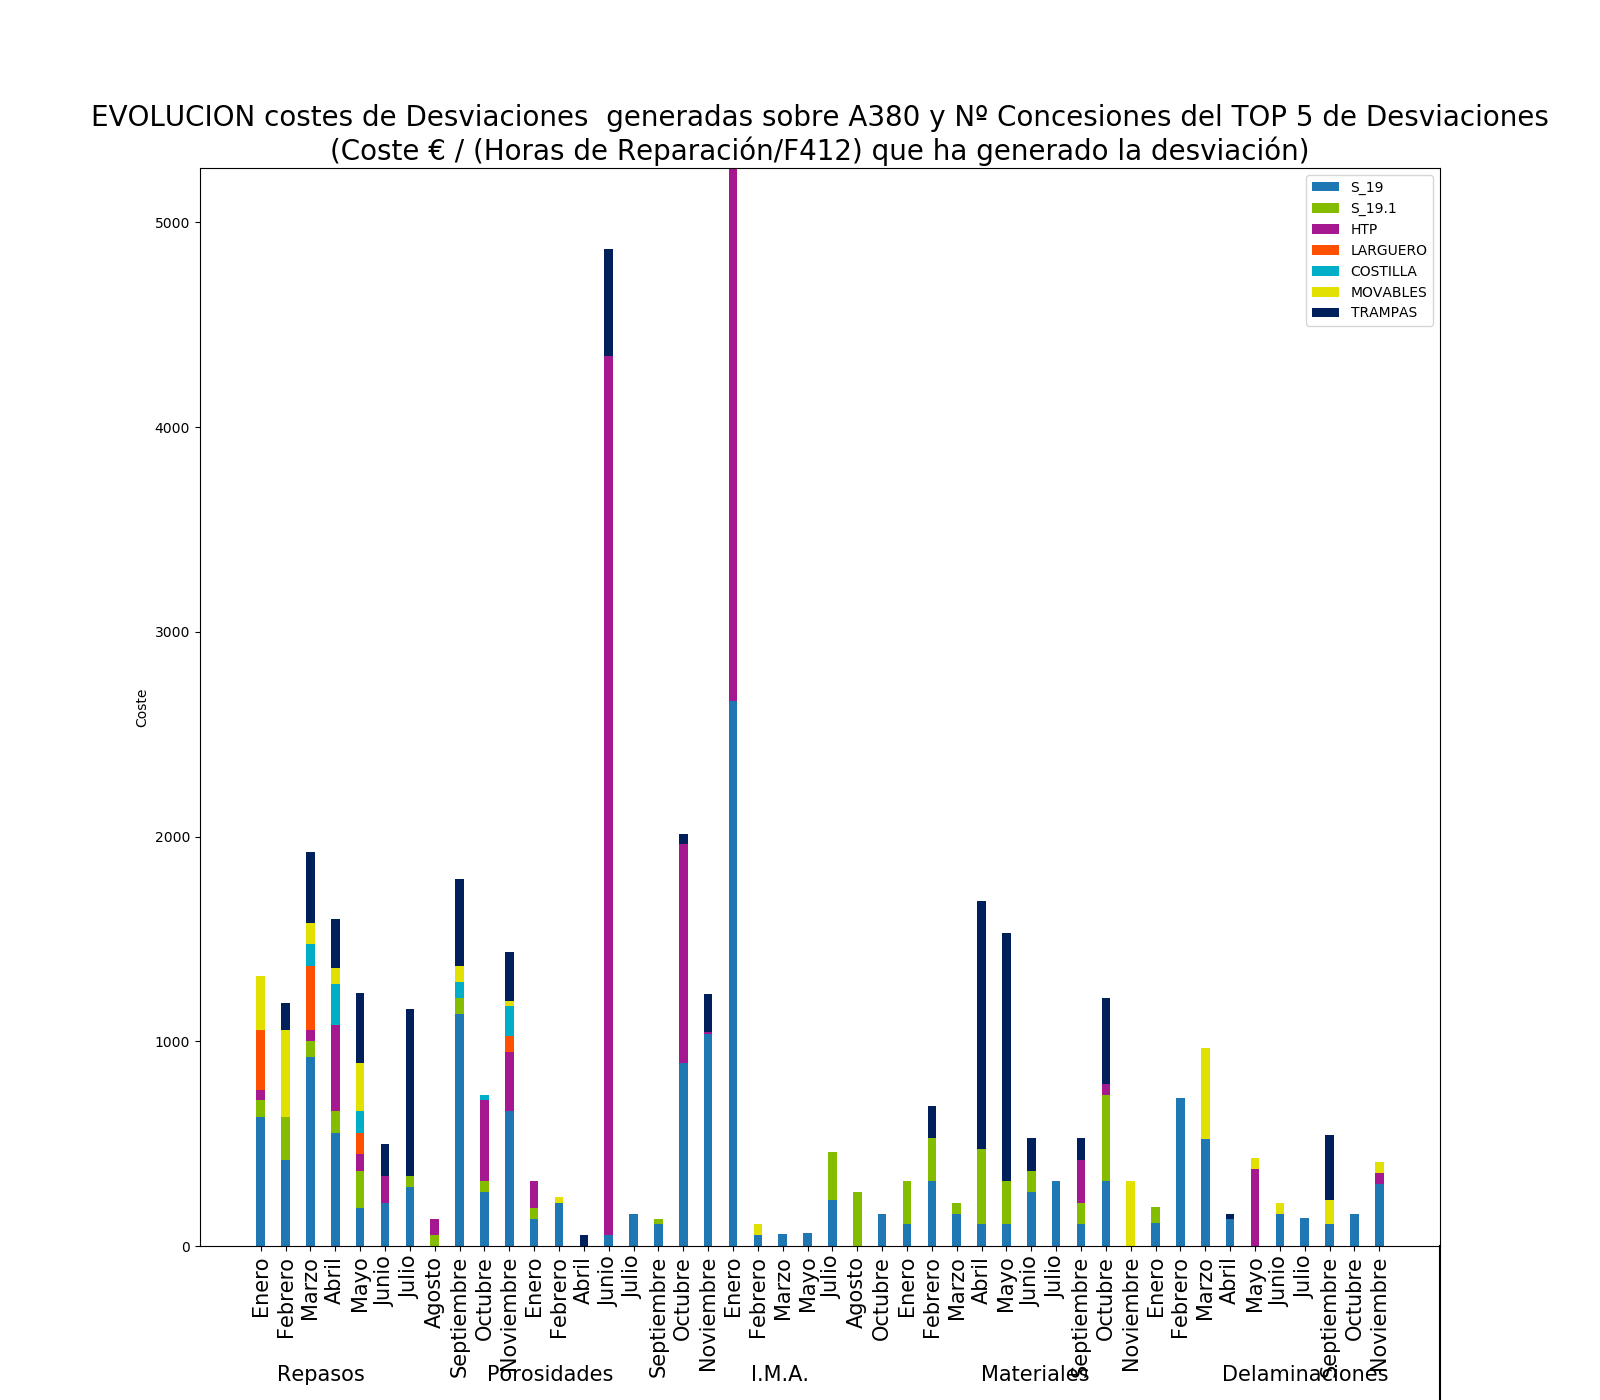 EVOLUCION costes de Desviaciones  generadas sobre A380 y Nº Concesiones del TOP 5 de Desviaciones
(Coste € / (Horas de Reparación/F412) que ha generado la desviación)
S_19
S_19.1
HTP
LARGUERO
COSTILLA
MOVABLES
TRAMPAS
5000
4000
3000
2000
1000
0
Coste
Enero
Febrero
Marzo
Abril
Mayo
Junio
Julio
Agosto
Septiembre
Octubre
Noviembre
Enero
Febrero
Abril
Junio
Julio
Septiembre
Octubre
Noviembre
Enero
Febrero
Marzo
Mayo
Julio
Agosto
Octubre
Enero
Febrero
Marzo
Abril
Mayo
Junio
Julio
Septiembre
Octubre
Noviembre
Enero
Febrero
Marzo
Abril
Mayo
Junio
Julio
Septiembre
Octubre
Noviembre
Repasos
Porosidades
I.M.A.
Materiales
Delaminaciones